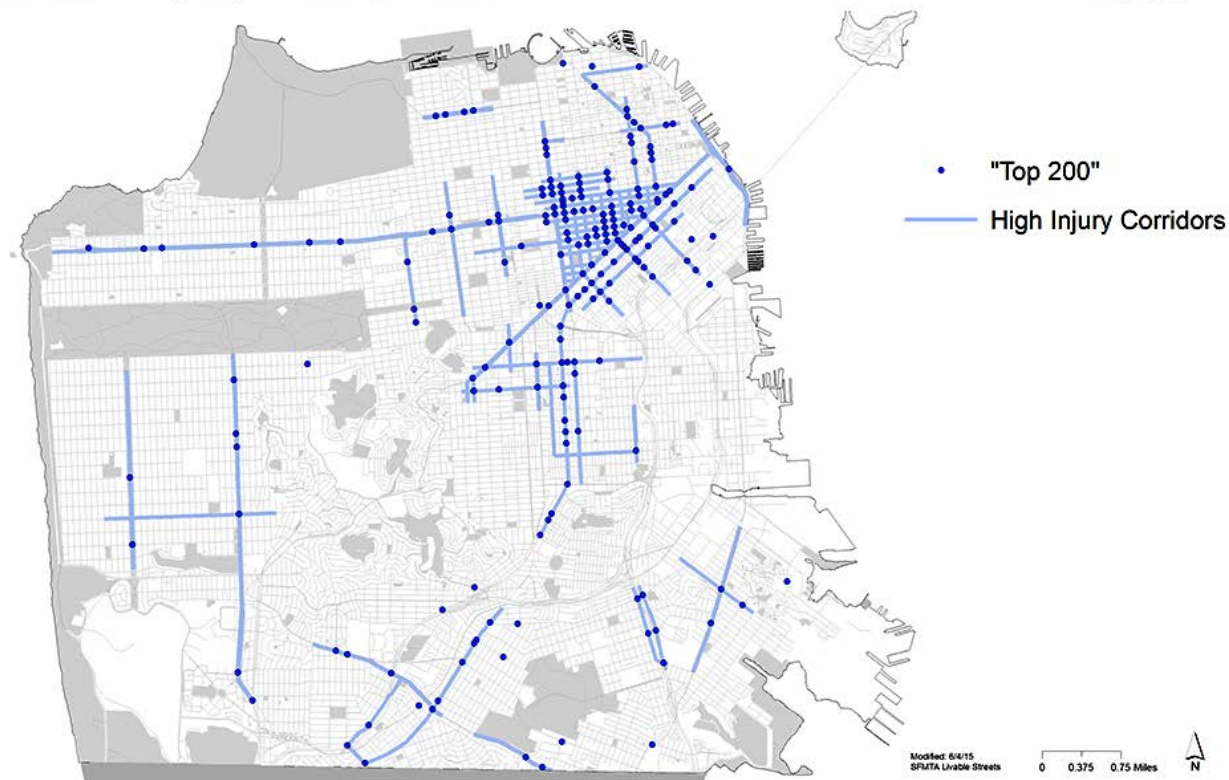 "Top 200"
High Injury Corridors
Modified: 6/4/15
SFMTA Livable Streets
0 0.375 0.75 Miles
N